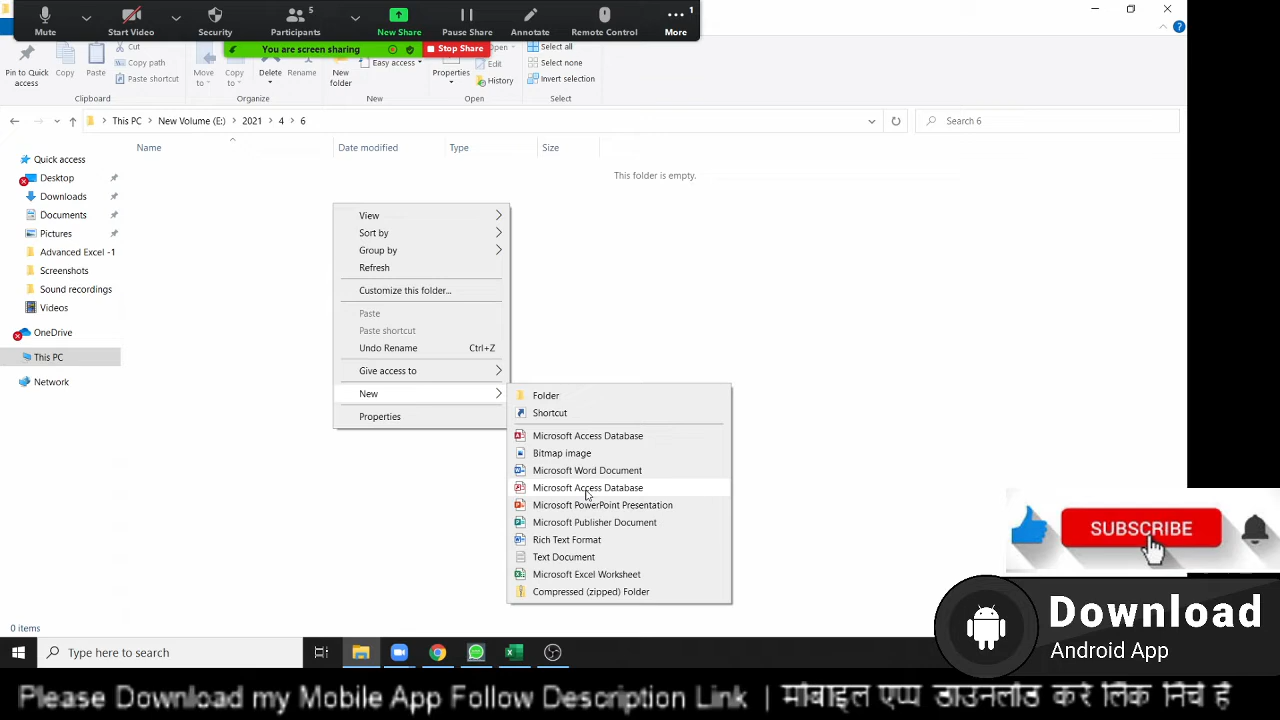 Mute
Start Video
Security
5
Participants
New Share
Pause Share
Annotate
Remote Control
1
More
You are screen sharing
Stop Share
Pin to Quick access
Copy
Paste
Cut
Copy path
Paste shortcut
Clipboard
Move to
Copy to
Delete
Rename
Organize
New folder
Easy access
New
Properties
Open
Edit
History
Open
Select all
Select none
Invert selection
Select
This PC
New Volume (E:)
2021
4
6
Search 6
Name
Date modified
Type
Size
This folder is empty.
Quick access
Desktop
Downloads
Documents
Pictures
Advanced Excel -1
Screenshots
Sound recordings
Videos
OneDrive
This PC
Network
View
Sort by
Group by
Refresh
Customize this folder...
Paste
Paste shortcut
Undo Rename Ctrl+Z
Give access to
New
Properties
Folder
Shortcut
Microsoft Access Database
Bitmap image
Microsoft Word Document
Microsoft Access Database
Microsoft PowerPoint Presentation
Microsoft Publisher Document
Rich Text Format
Text Document
Microsoft Excel Worksheet
Compressed (zipped) Folder
SUBSCRIBE
Download
Android App
0 items
Type here to search
Please Download my Mobile App Follow Description Link | मोबाइल एप्प डाउनलोड करे लिंक निचे है